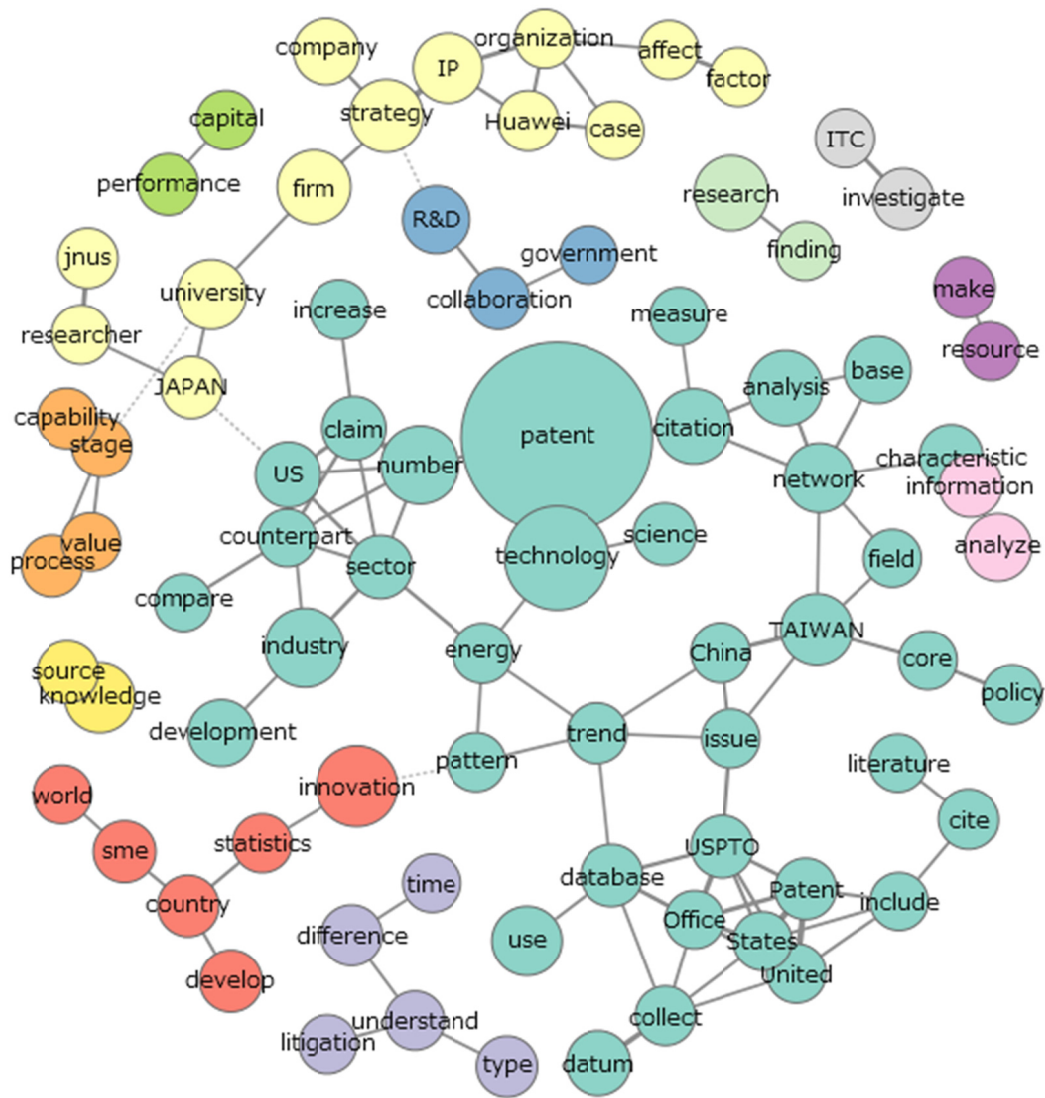 company
organization
IP
affect
factor
capital
strategy
Huawei
case
ITC
performance
firm
research
investigate
R&D
jnus
government
finding
university
collaboration
make
increase
measure
researcher
resource
JAPAN
analysis
base
capability
claim
patent
citation
stage
US
number
characteristic
network
information
counterpart
science
value
technology
analyze
process
sector
field
compare
TAIWAN
industry
energy
China
core
source
knowledge
policy
development
trend
issue
pattern
literature
innovation
world
cite
statistics
sme
USPTO
database
time
Patent
country
include
Office
difference
use
States
develop
United
understand
collect
litigation
type
datum